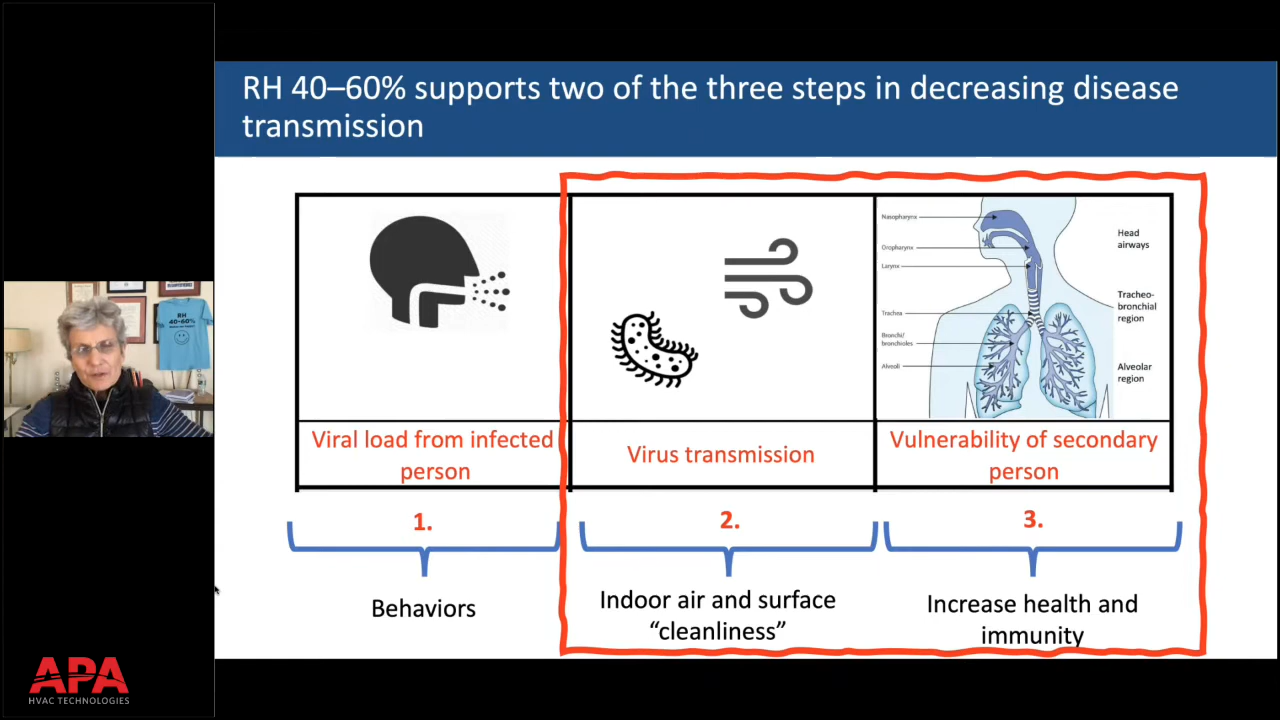 RH 40–60% supports two of the three steps in decreasing disease
transmission
Nasopharynx
Oropharynx
Larynx
Trachea
Bronchi/
bronchioles
Alveoli
Head
airways
Tracheo-
bronchial
region
Alveolar
region
Viral load from infected
person
Virus transmission
Vulnerability of secondary
person
1.
2.
3.
Behaviors
Indoor air and surface
“cleanliness”
Increase health and
immunity
RH
40-60%
APA
HVAC TECHNOLOGIES